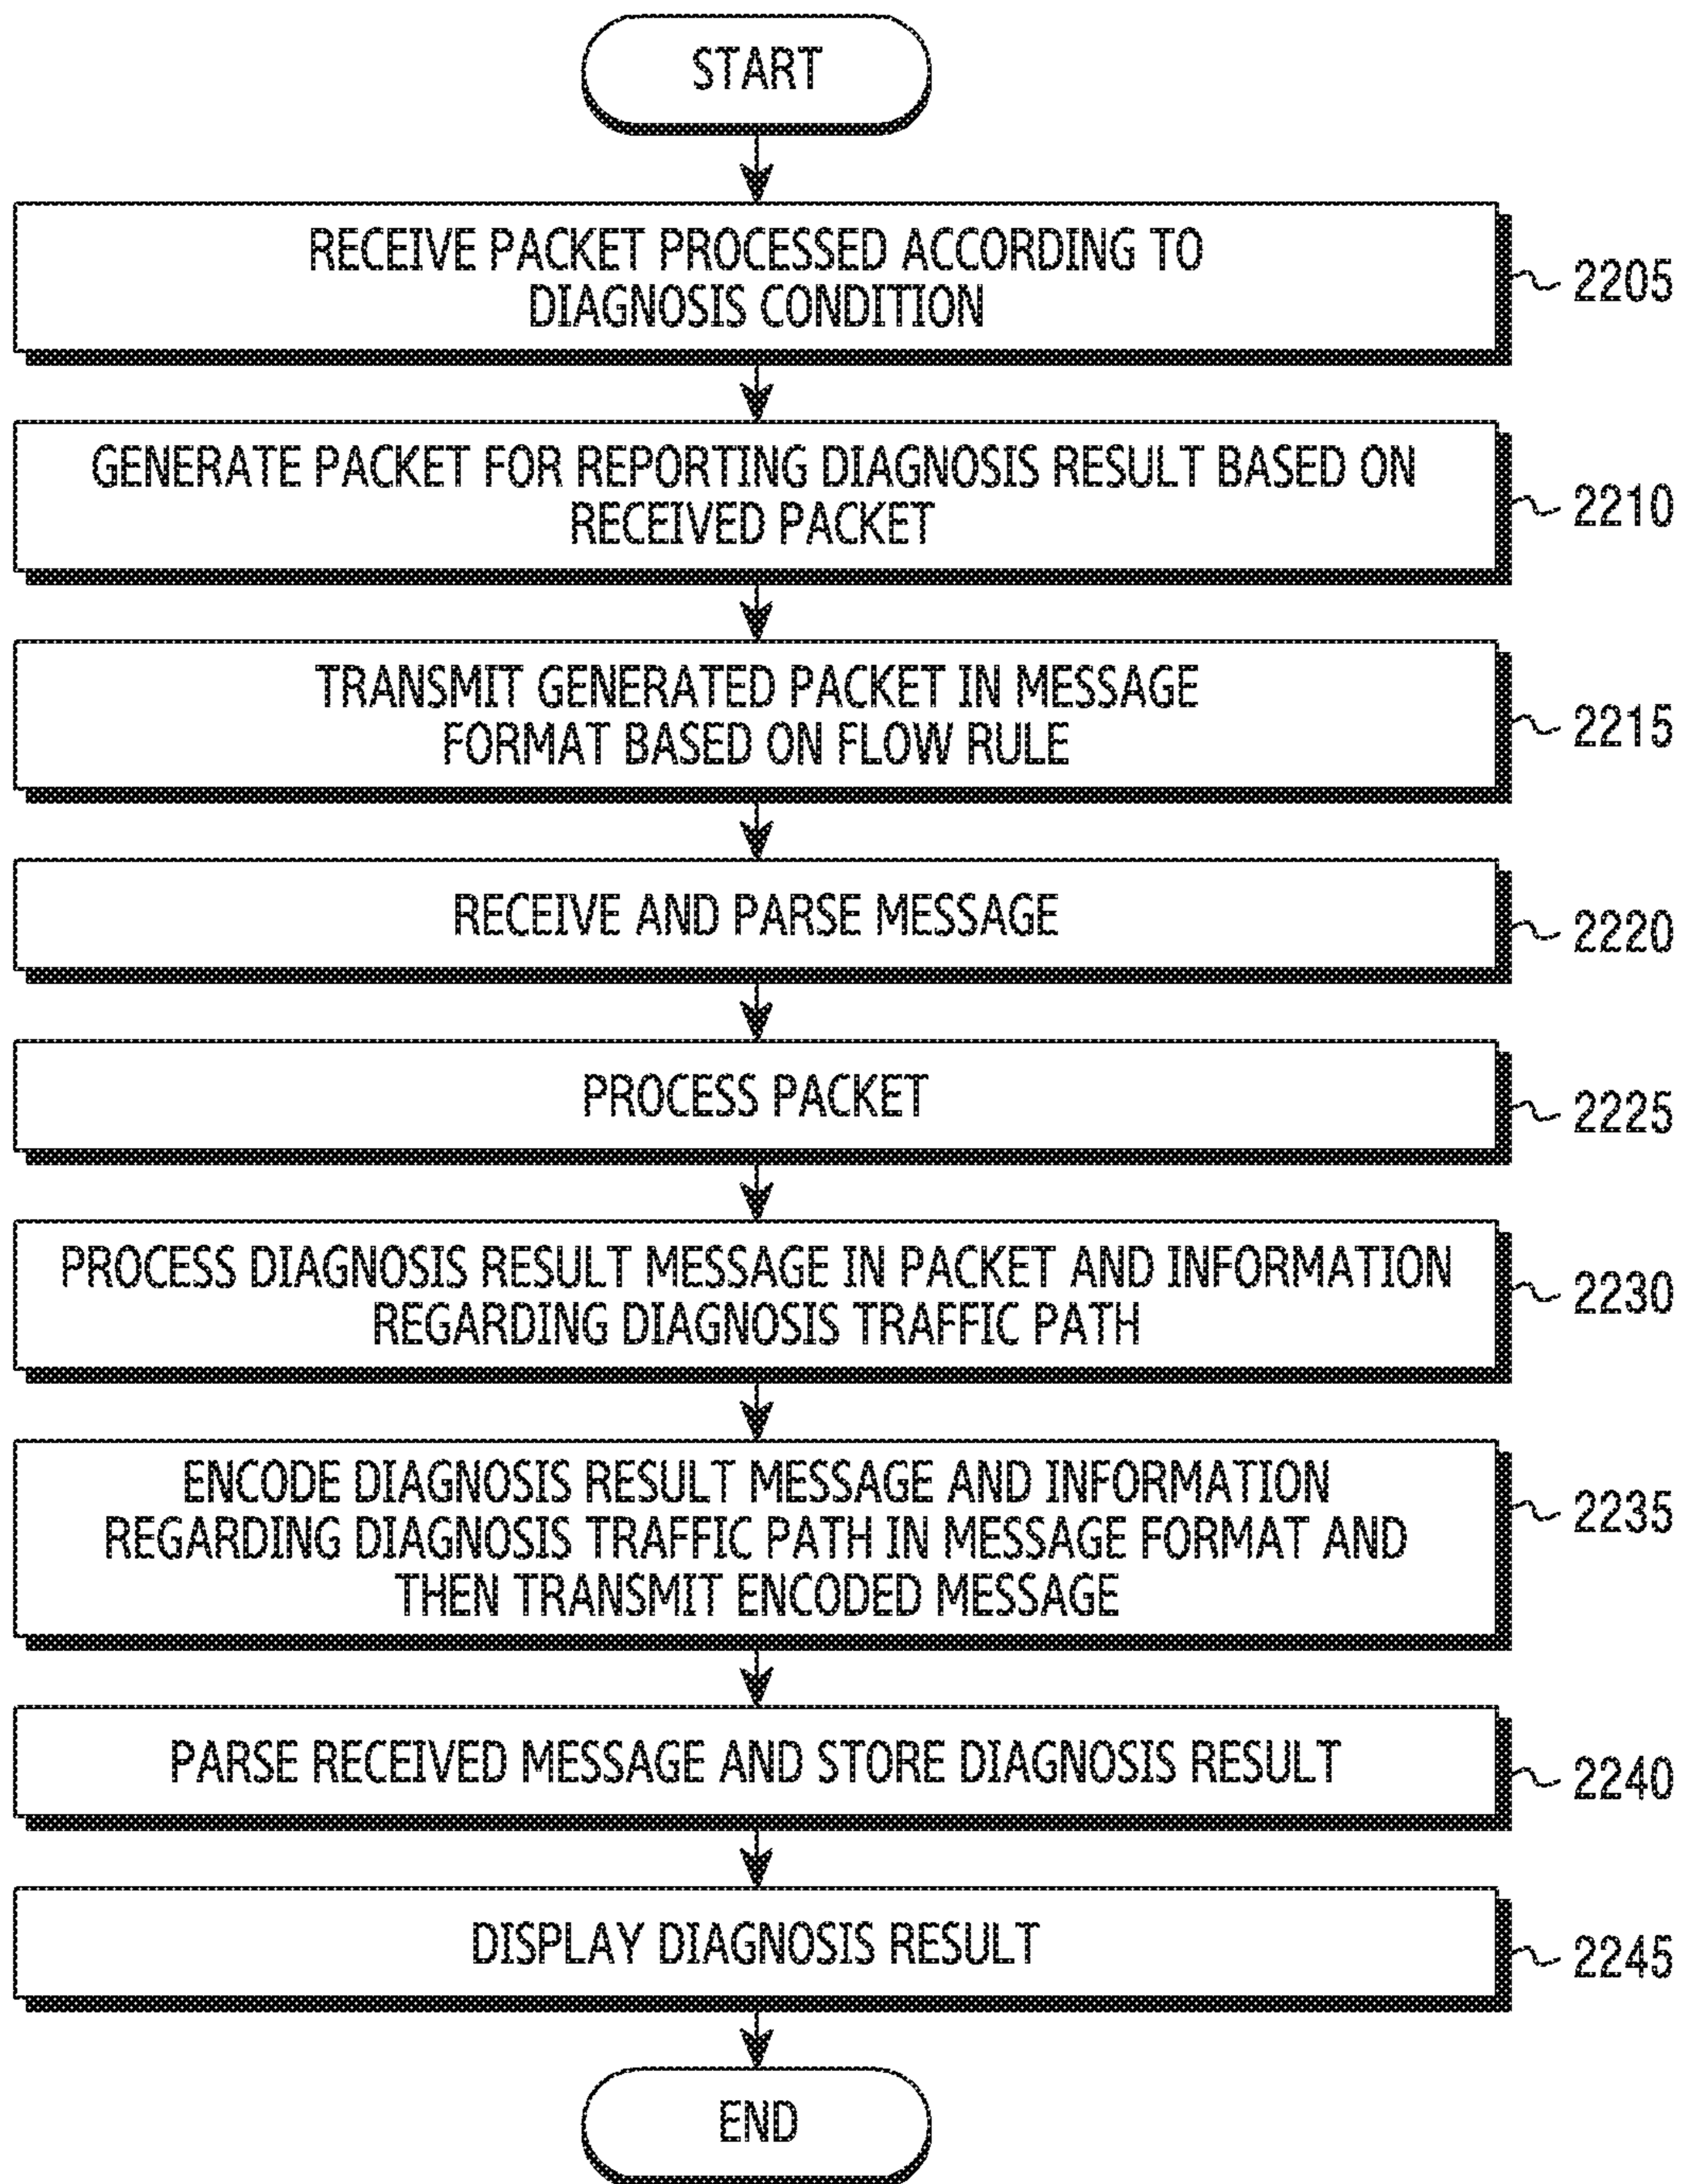 START
RECEIVE PACKET PROCESSED ACCORDING TO
DIAGNOSIS CONDITION
2205
GENERATE PACKET FOR REPORTING DIAGNOSIS RESULT BASED ON
RECEIVED PACKET
2210
TRANSMIT GENERATED PACKET IN MESSAGE
FORMAT BASED ON FLOW RULE
2215
RECEIVE AND PARSE MESSAGE
2220
PROCESS PACKET
2225
PROCESS DIAGNOSIS RESULT MESSAGE IN PACKET AND INFORMATION
REGARDING DIAGNOSIS TRAFFIC PATH
2230
ENCODE DIAGNOSIS RESULT MESSAGE AND INFORMATION
REGARDING DIAGNOSIS TRAFFIC PATH IN MESSAGE FORMAT AND
THEN TRANSMIT ENCODED MESSAGE
2235
PARSE RECEIVED MESSAGE AND STORE DIAGNOSIS RESULT
2240
DISPLAY DIAGNOSIS RESULT
2245
END